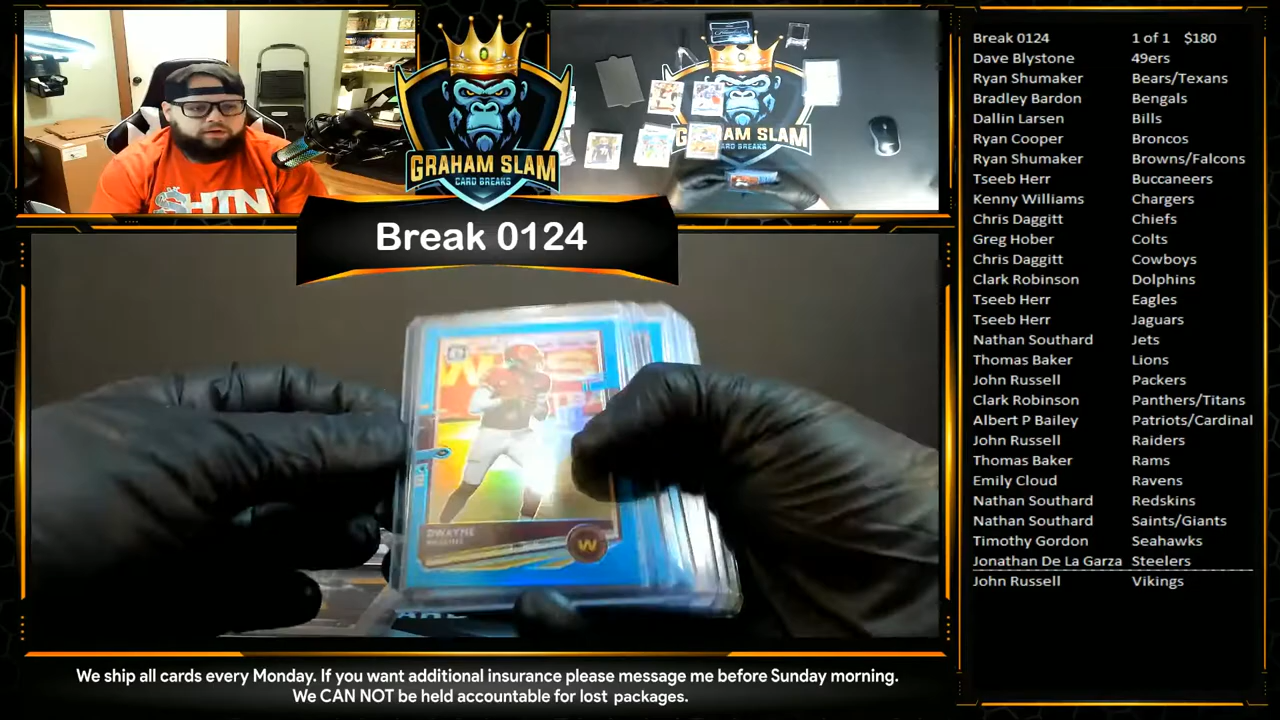 GRAHAM SLAM
CARD BREAKS
AM SLAM
ARD BREAKS
Break 0124
DWAYNE
W
We ship all cards every Monday. If you want additional insurance please message me before Sunday morning.
We CAN NOT be held accountable for lost packages.
Break 0124 1 of 1 $180
Dave Blystone 49ers
Ryan Shumaker Bears/Texans
Bradley Bardon Bengals
Dallin Larsen Bills
Ryan Cooper Broncos
Ryan Shumaker Browns/Falcons
Tseeb Herr Buccaneers
Kenny Williams Chargers
Chris Daggitt Chiefs
Greg Hober Colts
Chris Daggitt Cowboys
Clark Robinson Dolphins
Tseeb Herr Eagles
Tseeb Herr Jaguars
Nathan Southard Jets
Thomas Baker Lions
John Russell Packers
Clark Robinson Panthers/Titans
Albert P Bailey Patriots/Cardinal
John Russell Raiders
Thomas Baker Rams
Emily Cloud Ravens
Nathan Southard Redskins
Nathan Southard Saints/Giants
Timothy Gordon Seahawks
Jonathan De La Garza Steelers
John Russell Vikings